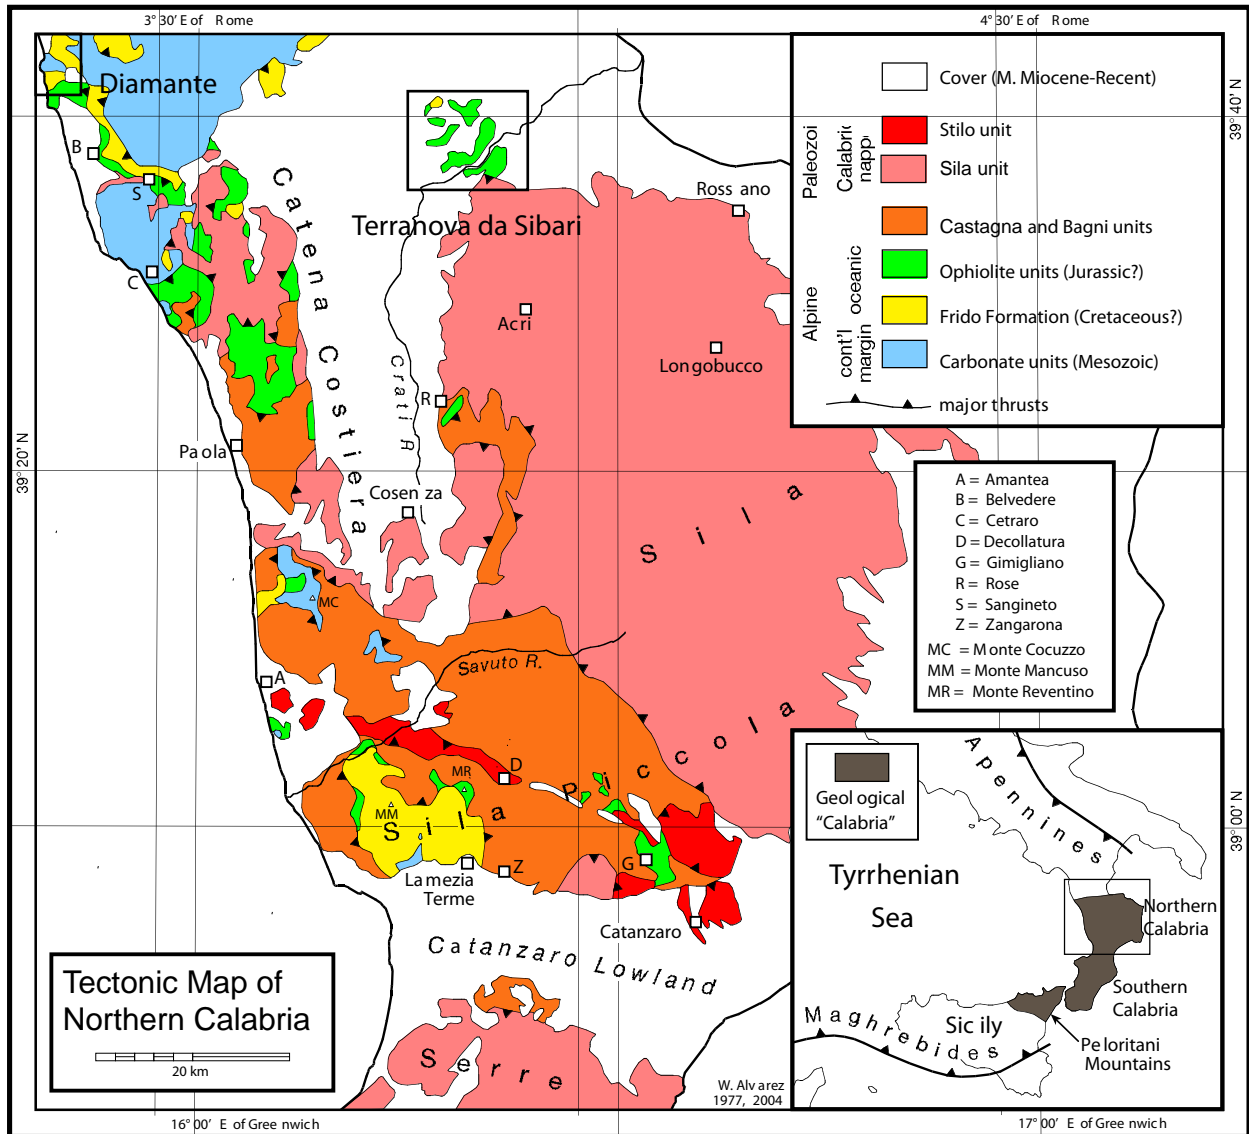 3° 30' E of Rome
4° 30' E of Rome
39° 40' N
39° 20' N
39° 00' N
16° 00' E of Greenwich
17° 00' E of Greenwich
Diamante
B
S
C
Catena Costiera
Terranova da Sibari
Rossano
Acri
Longobucco
Crati R
R
Paola
Cosenza
Sila
MC
Savuto R.
A
D
MR
MM
Sila Piccola
G
Z
Lamezia
Terme
Catanzaro
Catanzaro Lowland
Serre
W. Alvarez
1977, 2004
Tectonic Map of
Northern Calabria
20 km
Cover (M. Miocene-Recent)
Paleozoi
Calabric
napp
Stilo unit
Sila unit
Castagna and Bagni units
Alpine
oceanic
Ophiolite units (Jurassic?)
Frido Formation (Cretaceous?)
cont'l
margin
Carbonate units (Mesozoic)
major thrusts
A = Amantea
B = Belvedere
C = Cetraro
D = Decollatura
G = Gimigliano
R = Rose
S = Sangineto
Z = Zangarona
MC = Monte Cocuzzo
MM = Monte Mancuso
MR = Monte Reventino
Geological
“Calabria”
Apennines
Tyrrhenian
Sea
Northern
Calabria
Southern
Calabria
Sicily
Maghrebides
Peloritani
Mountains